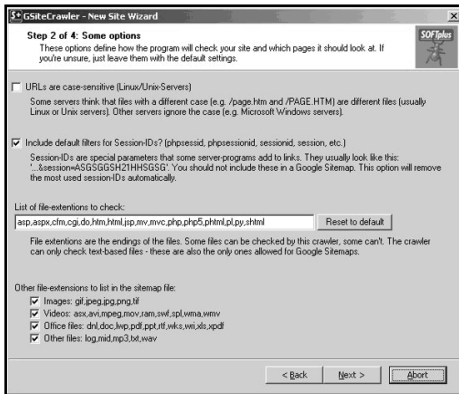 GSiteCrawler - New Site Wizard
Step 2 of 4: Some options
These options define how the program will check your site and which pages it should look at. If
you're unsure, just leave them with the default settings.
SOFTplus
URLs are case-sensitive (Linux/Unix-Servers)
Some servers think that files with a different case (e.g. /page.htm and /PAGE.HTM) are different files (usually
Linux or Unix servers). Other servers ignore the case (e.g. Microsoft Windows servers).
Include default filters for Session-IDs? (phpsessid, phpsessionid, sessionid, session, etc.)
Session-IDs are special parameters that some server-programs add to links. They usually look like this:
'...&session=ASGSGGSH21HHSGSG'. You should not include these in a Google Sitemap. This option will remove
the most used session-IDs automatically.
List of file-extentions to check:
asp,aspx,cfm,cgi,do,htm,html,jsp,mv,mvc,php,php5,phtml,pl,py,shtml
Reset to default
File extentions are the endings of the files. Some files can be checked by this crawler, some can't. The crawler
can only check text-based files - these are also the only ones allowed for Google Sitemaps.
Other file-extensions to list in the sitemap file:
Images: gif,jpeg,jpg,png,tif
Videos: asx,avi,mpeg,mov,ram,swf,spl,wma,wmv
Office files: dnl,doc,lwp,pdf,ppt,rtf,wks,wri,xls,xpdf
Other files: log,mid,mp3,txt,wav
< Back
Next >
Abort